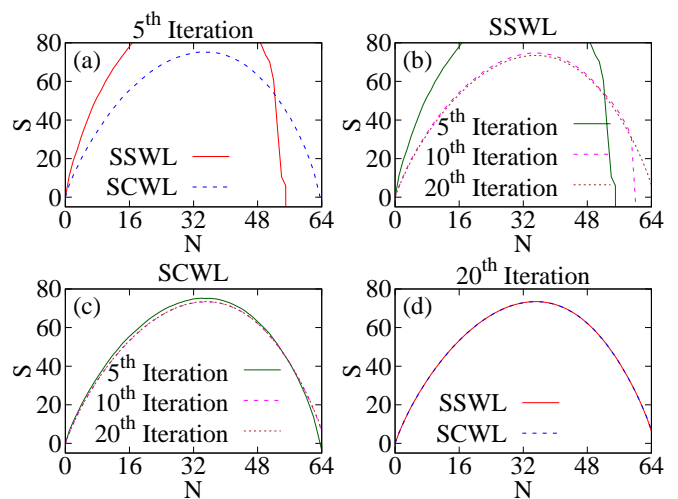 5th Iteration
(a)
S
80
60
40
20
0
SSWL
SCWL
0 16 32 48 64
N
SSWL
(b)
S
80
60
40
20
0
5th Iteration
10th Iteration
20th Iteration
0 16 32 48 64
N
SCWL
(c)
S
80
60
40
20
0
5th Iteration
10th Iteration
20th Iteration
0 16 32 48 64
N
20th Iteration
(d)
S
80
60
40
20
0
SSWL
SCWL
0 16 32 48 64
N